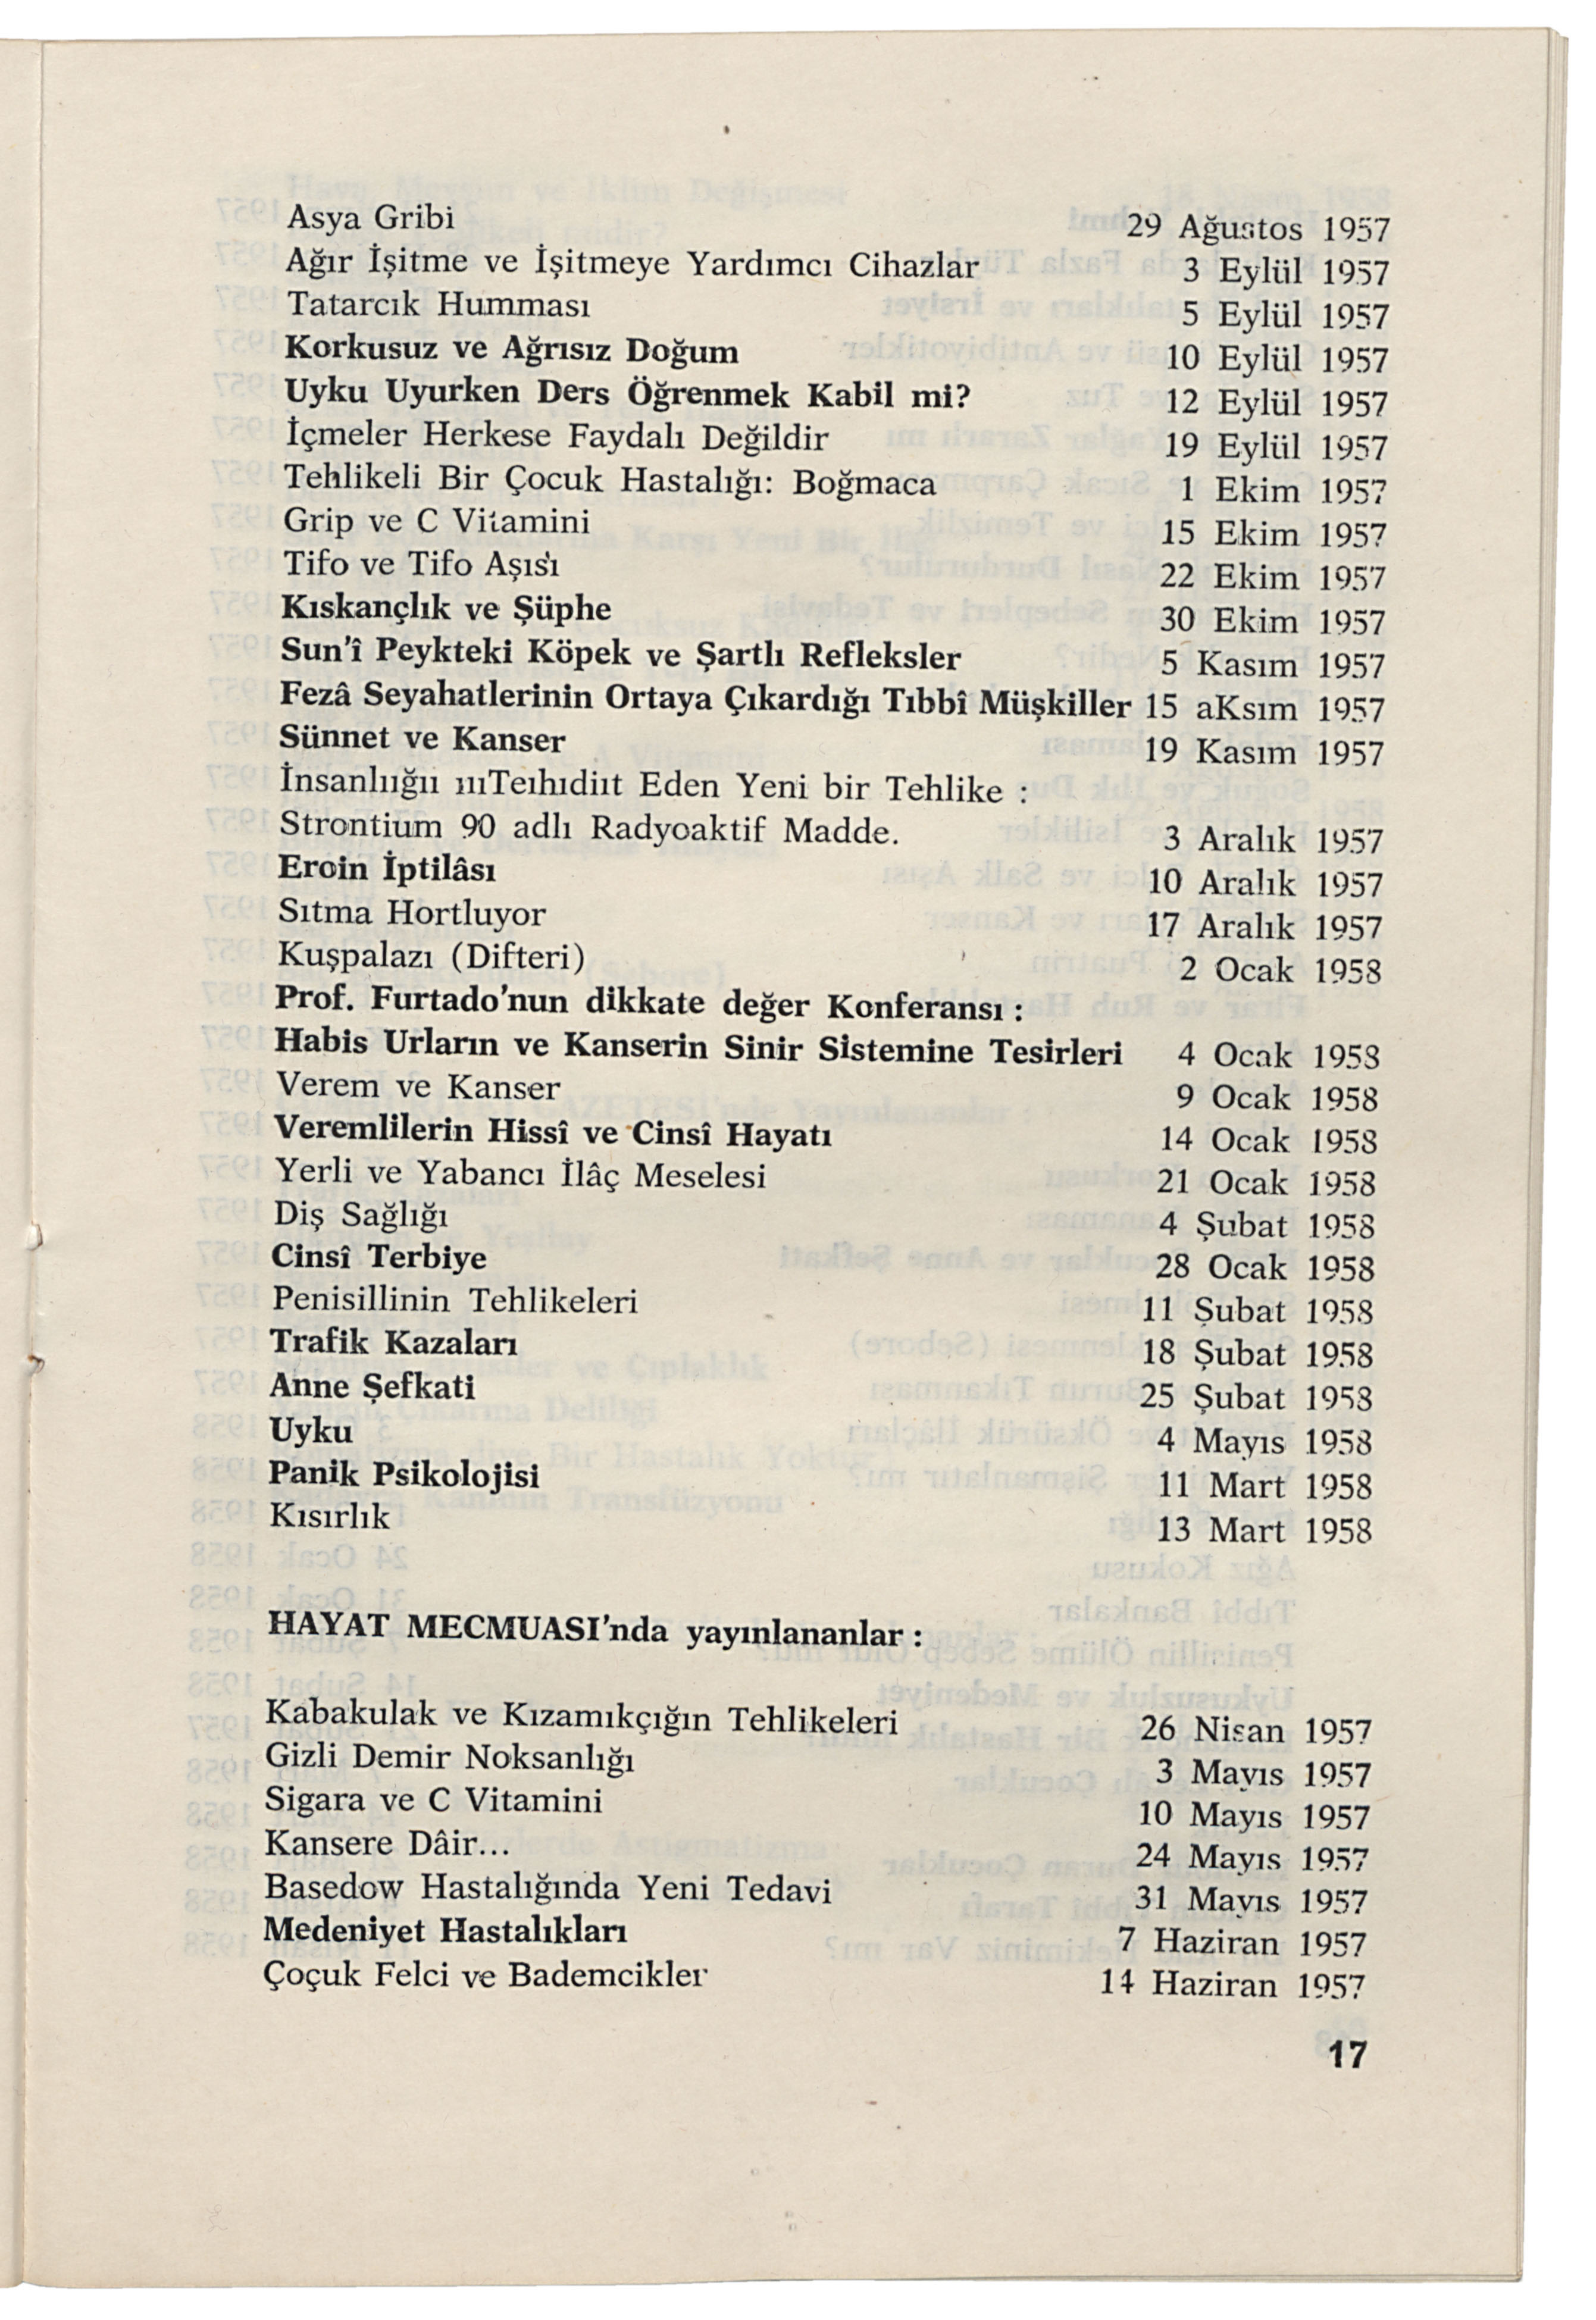 Asya Gribi 29 Ağustos 1957
Ağır İşitme ve İşitmeye Yardımcı Cihazlar 3 Eylül 1957
Tatarcık Humması 5 Eylül 1957
Korkusuz ve Ağrısız Doğum 10 Eylül 1957
Uyku Uyurken Ders Öğrenmek Kabil mi? 12 Eylül 1957
İçmeler Herkese Faydalı Değildir 19 Eylül 1957
Tehlikeli Bir Çocuk Hastalığı: Boğmaca 1 Ekim 1957
Grip ve C Vitamini 15 Ekim 1957
Tifo ve Tifo Aşısı 22 Ekim 1957
Kıskançlık ve Şüphe 30 Ekim 1957
Sun'î Peykteki Köpek ve Şartlı Refleksler 5 Kasım 1957
Fezâ Seyahatlerinin Ortaya Çıkardığı Tıbbî Müşkiller 15 aKsım 1957
Sünnet ve Kanser 19 Kasım 1957
İnsanlıığıı ıııTeıhıdiıt Eden Yeni bir Tehlike :
Strontium 90 adlı Radyoaktif Madde. 3 Aralık 1957
Eroin İptilâsı 10 Aralık 1957
Sıtma Hortluyor 17 Aralık 1957
Kuşpalazı (Difteri) 2 Ocak 1958
Prof. Furtado'nun dikkate değer Konferansı :
Habis Urların ve Kanserin Sinir Sistemine Tesirleri 4 Ocak 1958
Verem ve Kanser 9 Ocak 1958
Veremlilerin Hissî ve Cinsî Hayatı 14 Ocak 1958
Yerli ve Yabancı İlâç Meselesi 21 Ocak 1958
Diş Sağlığı 4 Şubat 1958
Cinsî Terbiye 28 Ocak 1958
Penisillinin Tehlikeleri 11 Şubat 1958
Trafik Kazaları 18 Şubat 1958
Anne Şefkati 25 Şubat 1958
Uyku 4 Mayıs 1958
Panik Psikolojisi 11 Mart 1958
Kısırlık 13 Mart 1958
HAYAT MECMUASI'nda yayınlananlar :
Kabakulak ve Kızamıkçığın Tehlikeleri 26 Nisan 1957
Gizli Demir Noksanlığı 3 Mayıs 1957
Sigara ve C Vitamini 10 Mayıs 1957
Kansere Dâir... 24 Mayıs 1957
Basedow Hastalığında Yeni Tedavi 31 Mayıs 1957
Medeniyet Hastalıkları 7 Haziran 1957
Çoçuk Felci ve Bademcikler 14 Haziran 1957
17